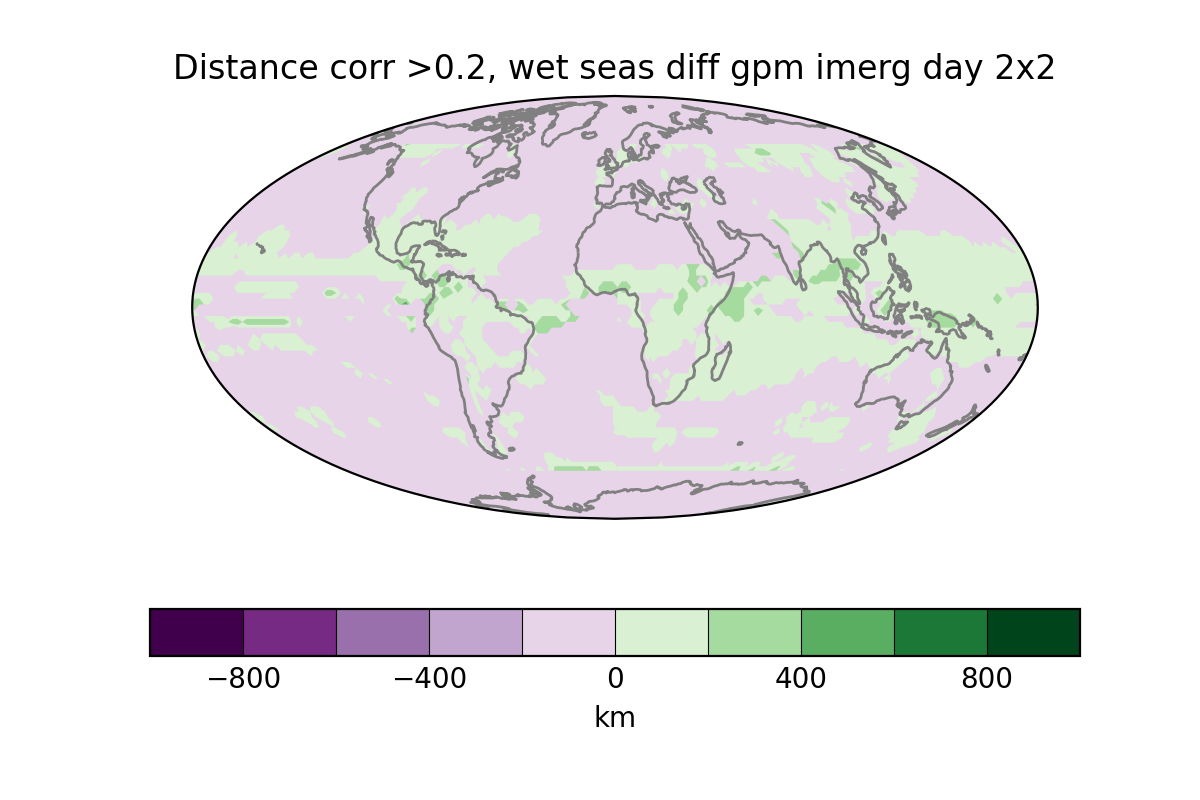 Distance corr >0.2, wet seas diff gpm imerg day 2x2
−800 −400 0 400 800
km